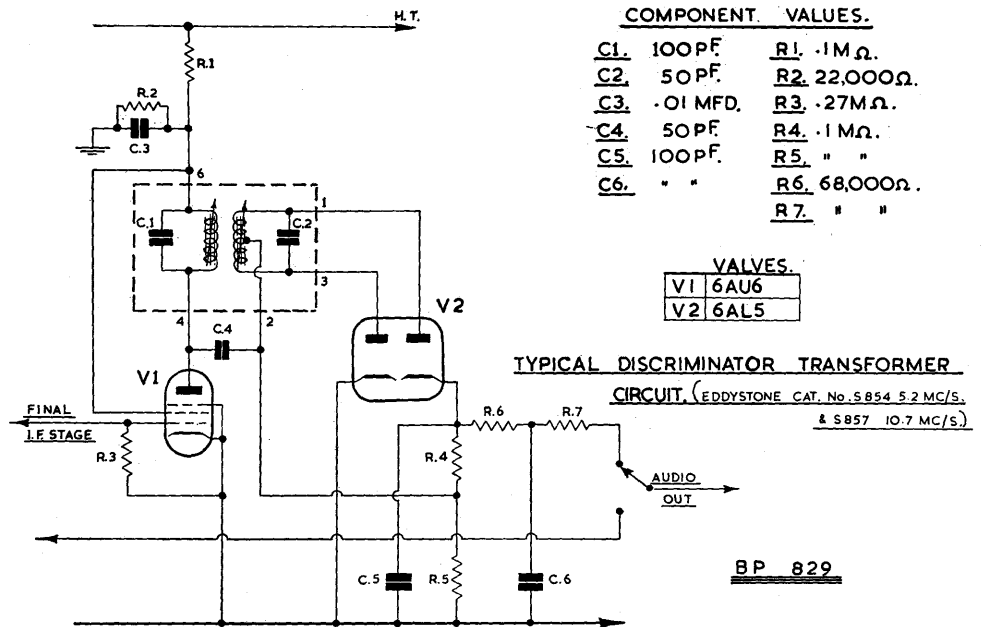 H.T.
R.1
R.2
C.3
6
C.1
1
C.2
3
4
2
C.4
V1
V2
FINAL
I.F. STAGE
R.3
R.6
R.7
R.4
AUDIO
OUT
C.5
R.5
C.6
COMPONENT. VALUES.
C1. 100PF. R1. ·1MΩ.
C2. 50PF. R2. 22,000Ω.
C3. ·01 MFD. R3. ·27MΩ.
C4. 50PF. R4. ·1MΩ.
C5. 100PF. R5. " "
C6. " " R6. 68,000Ω.
R7. " "
VALVES.
V1 6AU6
V2 6AL5
TYPICAL DISCRIMINATOR TRANSFORMER
CIRCUIT. (EDDYSTONE CAT. No. S854 5.2 MC/S.
& S857 10.7 MC/S.)
BP 829